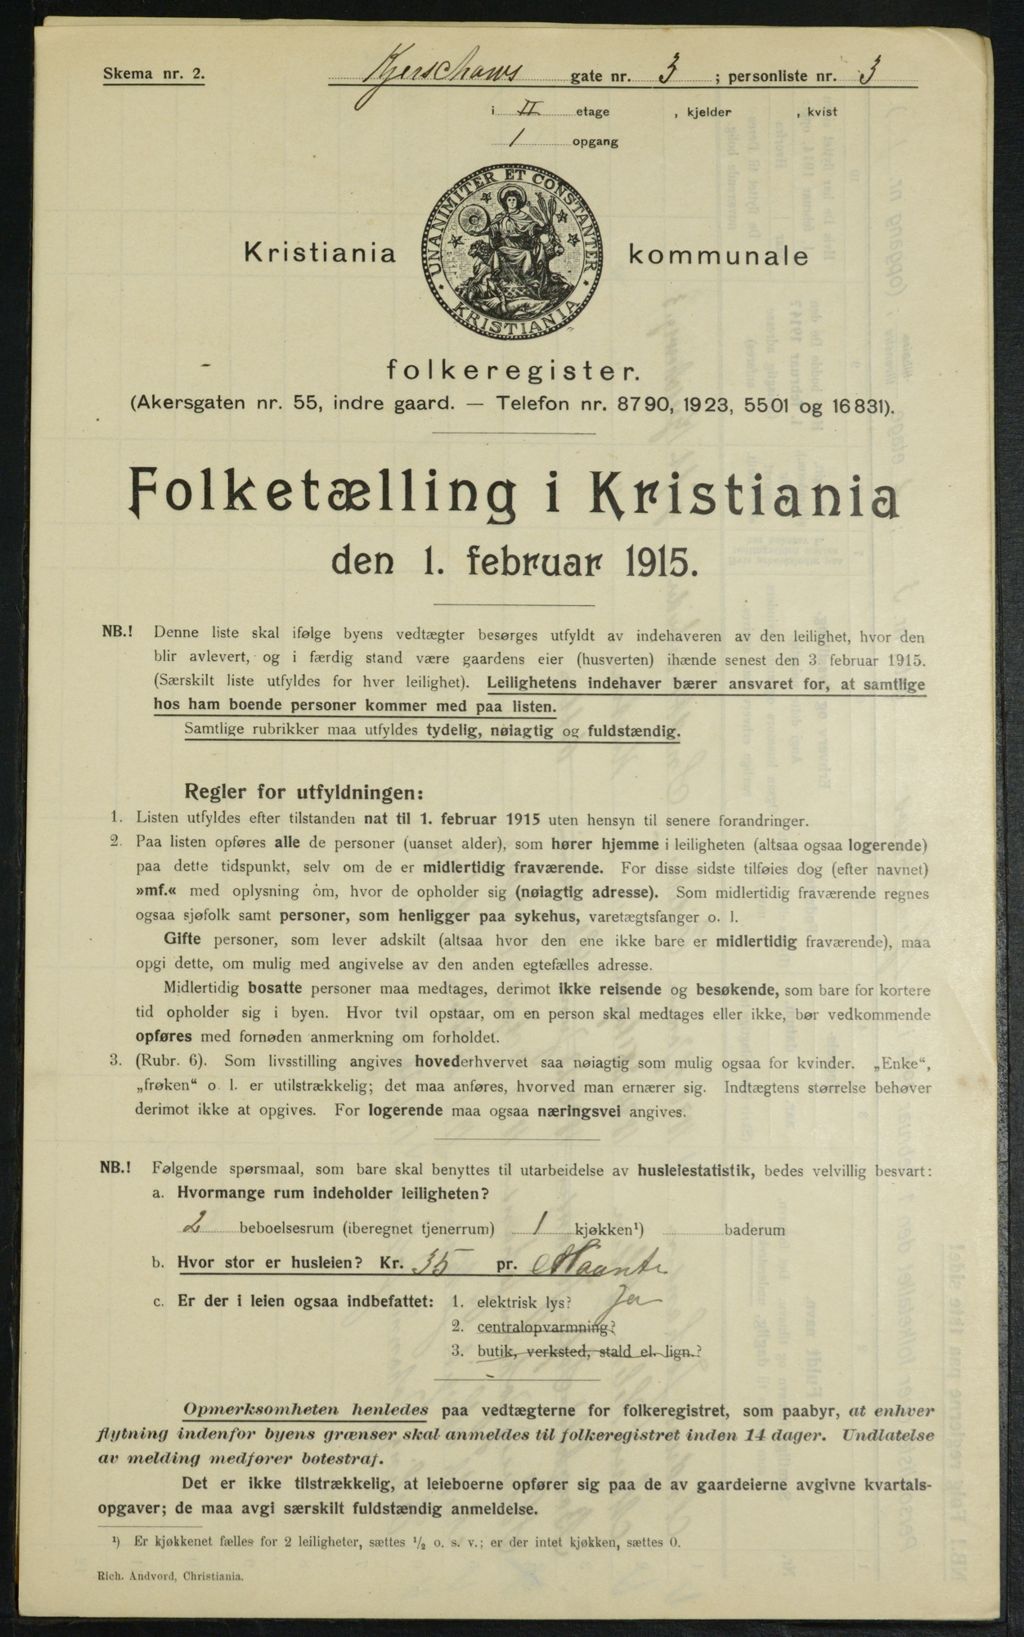 Skema nr. 2.
Kjerschows gate nr. 3 ; personliste nr. 3
i II etage , kjelder , kvist
1 opgang
UNANIMITER ET CONSTANTER
KRISTIANIA
Kristiania kommunale
folkeregister.
(Akersgaten nr. 55, indre gaard. — Telefon nr. 8790, 1923, 5501 og 16831).
Folketælling i Kristiania
den 1. februar 1915.
NB.! Denne liste skal ifølge byens vedtægter besørges utfyldt av indehaveren av den leilighet, hvor den
blir avlevert, og i færdig stand være gaardens eier (husverten) ihænde senest den 3. februar 1915.
(Særskilt liste utfyldes for hver leilighet). Leilighetens indehaver bærer ansvaret for, at samtlige
hos ham boende personer kommer med paa listen.
Samtlige rubrikker maa utfyldes tydelig, nøiagtig og fuldstændig.
Regler for utfyldningen:
1. Listen utfyldes efter tilstanden nat til 1. februar 1915 uten hensyn til senere forandringer.
2. Paa listen opføres alle de personer (uanset alder), som hører hjemme i leiligheten (altsaa ogsaa logerende)
paa dette tidspunkt, selv om de er midlertidig fraværende. For disse sidste tilføies dog (efter navnet)
»mf.« med oplysning om, hvor de opholder sig (nøiagtig adresse). Som midlertidig fraværende regnes
ogsaa sjøfolk samt personer, som henligger paa sykehus, varetægtsfanger o. l.
Gifte personer, som lever adskilt (altsaa hvor den ene ikke bare er midlertidig fraværende), maa
opgi dette, om mulig med angivelse av den anden egtefælles adresse.
Midlertidig bosatte personer maa medtages, derimot ikke reisende og besøkende, som bare for kortere
tid opholder sig i byen. Hvor tvil opstaar, om en person skal medtages eller ikke, bør vedkommende
opføres med fornøden anmerkning om forholdet.
3. (Rubr. 6). Som livsstilling angives hovederhvervet saa nøiagtig som mulig ogsaa for kvinder. „Enke“,
„frøken“ o. l. er utilstrækkelig; det maa anføres, hvorved man ernærer sig. Indtægtens størrelse behøver
derimot ikke at opgives. For logerende maa ogsaa næringsvei angives.
NB.! Følgende spørsmaal, som bare skal benyttes til utarbeidelse av husleiestatistik, bedes velvillig besvart:
a. Hvormange rum indeholder leiligheten?
2 beboelsesrum (iberegnet tjenerrum) 1 kjøkken¹) baderum
b. Hvor stor er husleien? Kr. 35 pr. Maante
c. Er der i leien ogsaa indbefattet: 1. elektrisk lys? Ja
2. centralopvarmning?
3. butik, verksted, stald el. lign.?
Opmerksomheten henledes paa vedtægterne for folkeregistret, som paabyr, at enhver
flytning indenfor byens grænser skal anmeldes til folkeregistret inden 14 dager. Undlatelse
av melding medfører botestraf.
Det er ikke tilstrækkelig, at leieboerne opfører sig paa de av gaardeierne avgivne kvartals-
opgaver; de maa avgi særskilt fuldstændig anmeldelse.
¹) Er kjøkkenet fælles for 2 leiligheter, sættes ½ o. s. v.; er der intet kjøkken, sættes 0.
Rich. Andvord, Christiania.